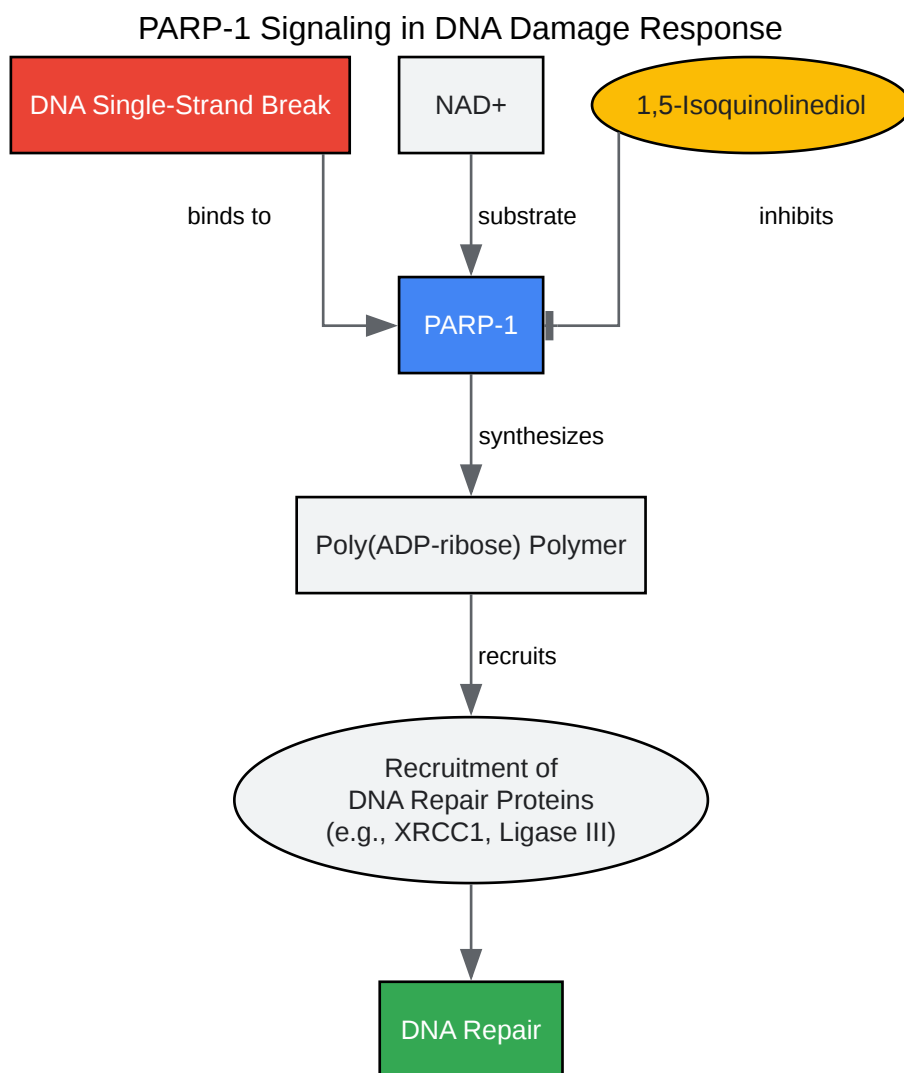 PARP-1 Signaling in DNA Damage Response
DNA Single-Strand Break
NAD+
1,5-Isoquinolinediol
binds to
substrate
inhibits
PARP-1
synthesizes
Poly(ADP-ribose) Polymer
recruits
Recruitment of
DNA Repair Proteins
(e.g., XRCC1, Ligase III)
DNA Repair